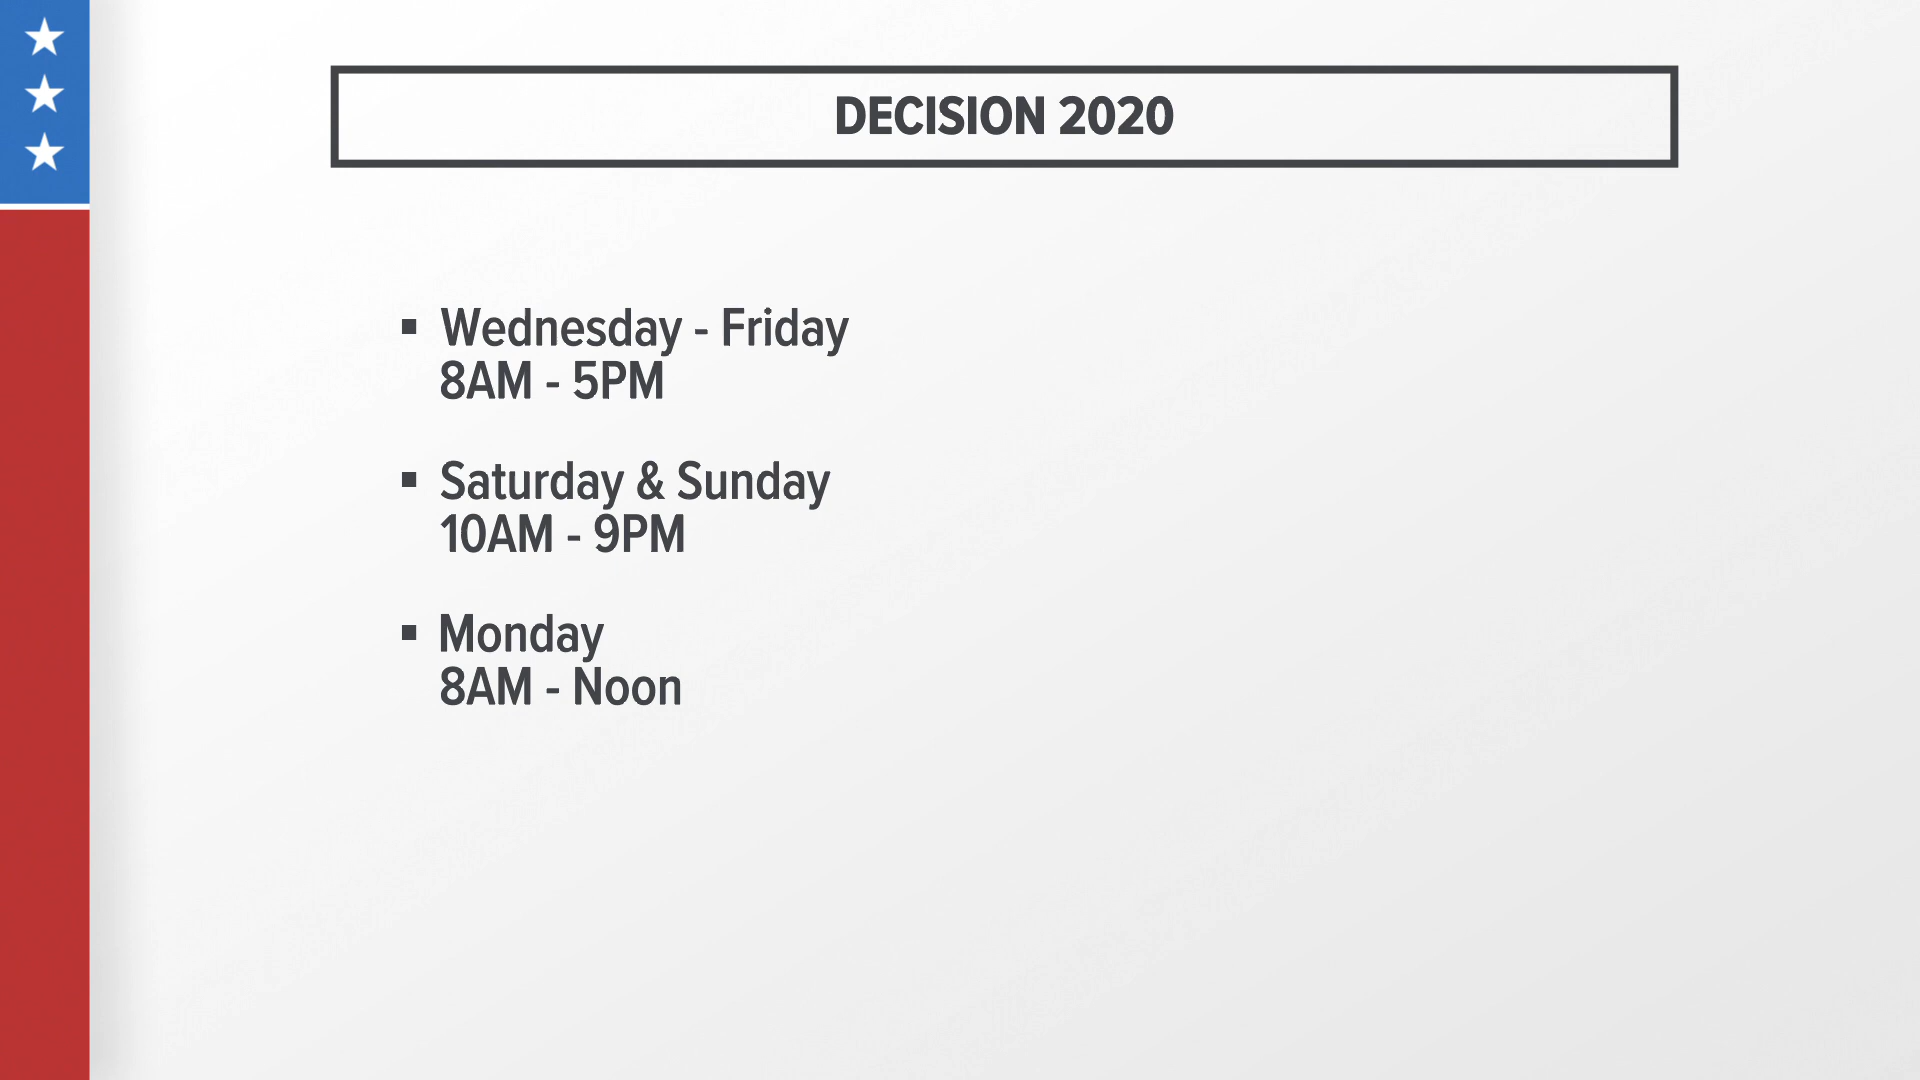 DECISION 2020
▪ Wednesday - Friday
8AM - 5PM
▪ Saturday & Sunday
10AM - 9PM
▪ Monday
8AM - Noon